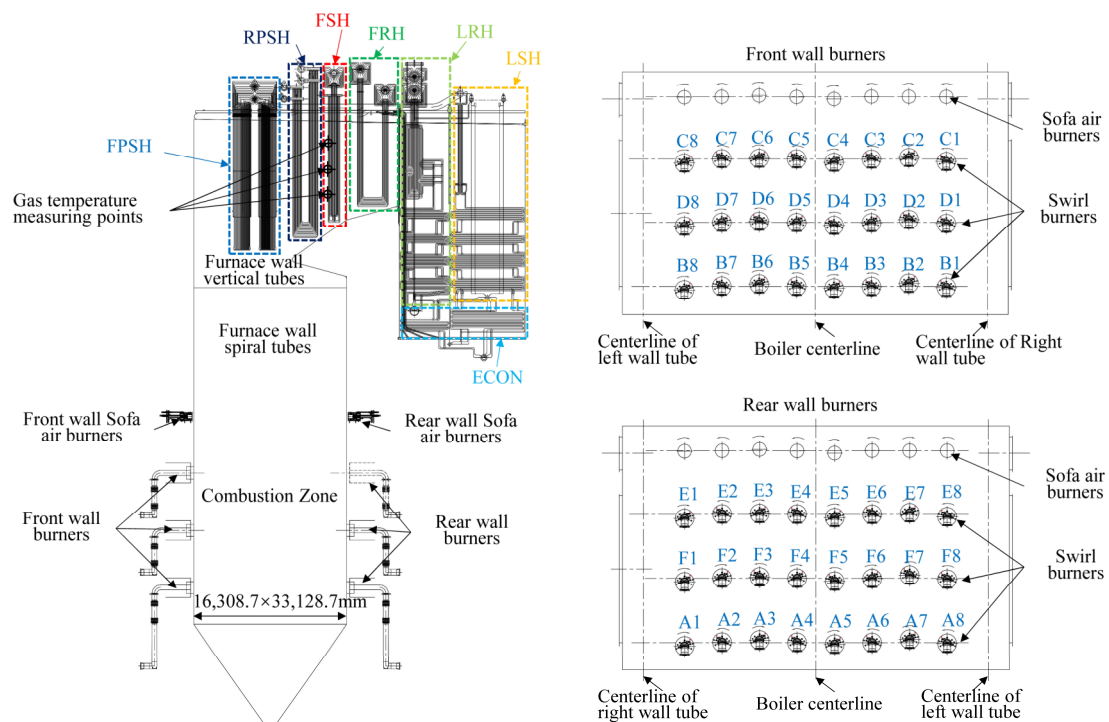 FSH
RPSH
FRH
LRH
LSH
FPSH
Gas temperature
measuring points
Furnace wall
vertical tubes
Furnace wall
spiral tubes
ECON
Front wall Sofa
air burners
Rear wall Sofa
air burners
Combustion Zone
Front wall
burners
Rear wall
burners
16,308.7×33,128.7mm
Front wall burners
Sofa air
burners
C8 C7 C6 C5 C4 C3 C2 C1
Swirl
burners
D8 D7 D6 D5 D4 D3 D2 D1
B8 B7 B6 B5 B4 B3 B2 B1
Centerline of
left wall tube
Boiler centerline
Centerline of Right
wall tube
Rear wall burners
Sofa air
burners
E1 E2 E3 E4 E5 E6 E7 E8
Swirl
burners
F1 F2 F3 F4 F5 F6 E7 F8
A1 A2 A3 A4 A5 A6 A7 A8
Centerline of
right wall tube
Boiler centerline
Centerline of
left wall tube